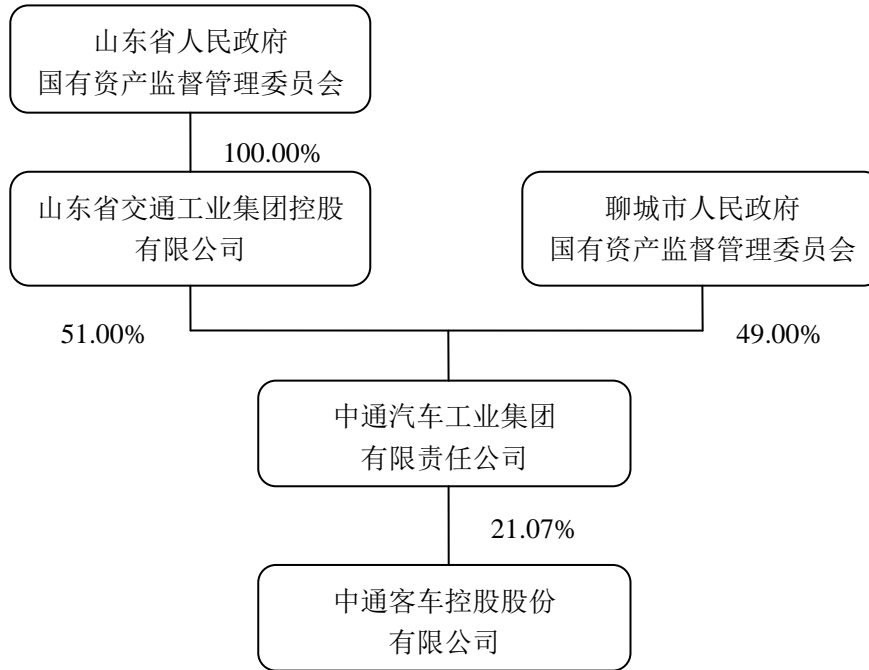 山东省人民政府
国有资产监督管理委员会
100.00%
山东省交通工业集团控股
有限公司
聊城市人民政府
国有资产监督管理委员会
51.00%
49.00%
中通汽车工业集团
有限责任公司
21.07%
中通客车控股股份
有限公司